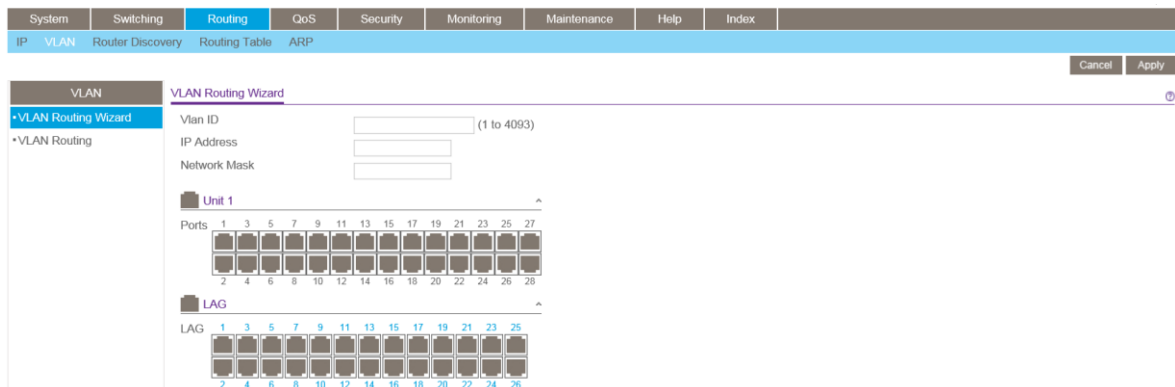 System Switching Routing QoS Security Monitoring Maintenance Help Index
IP VLAN Router Discovery Routing Table ARP
Cancel Apply
VLAN
•VLAN Routing Wizard
•VLAN Routing
VLAN Routing Wizard
Vlan ID (1 to 4093)
IP Address
Network Mask
Unit 1
Ports 1 3 5 7 9 11 13 15 17 19 21 23 25 27
2 4 6 8 10 12 14 16 18 20 22 24 26 28
LAG
LAG 1 3 5 7 9 11 13 15 17 19 21 23 25
2 4 6 8 10 12 14 16 18 20 22 24 26